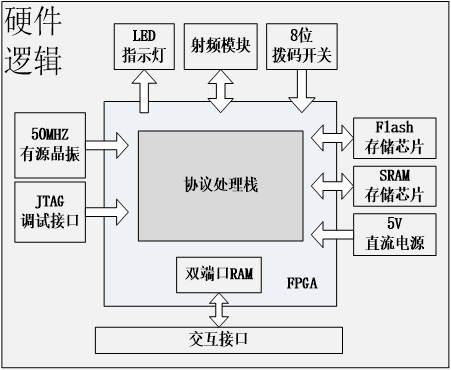 硬件
逻辑
LED
指示灯
射频模块
8位
拨码开关
50MHZ
有源晶振
JTAG
调试接口
协议处理栈
Flash
存储芯片
SRAM
存储芯片
5V
直流电源
双端口RAM
FPGA
交互接口